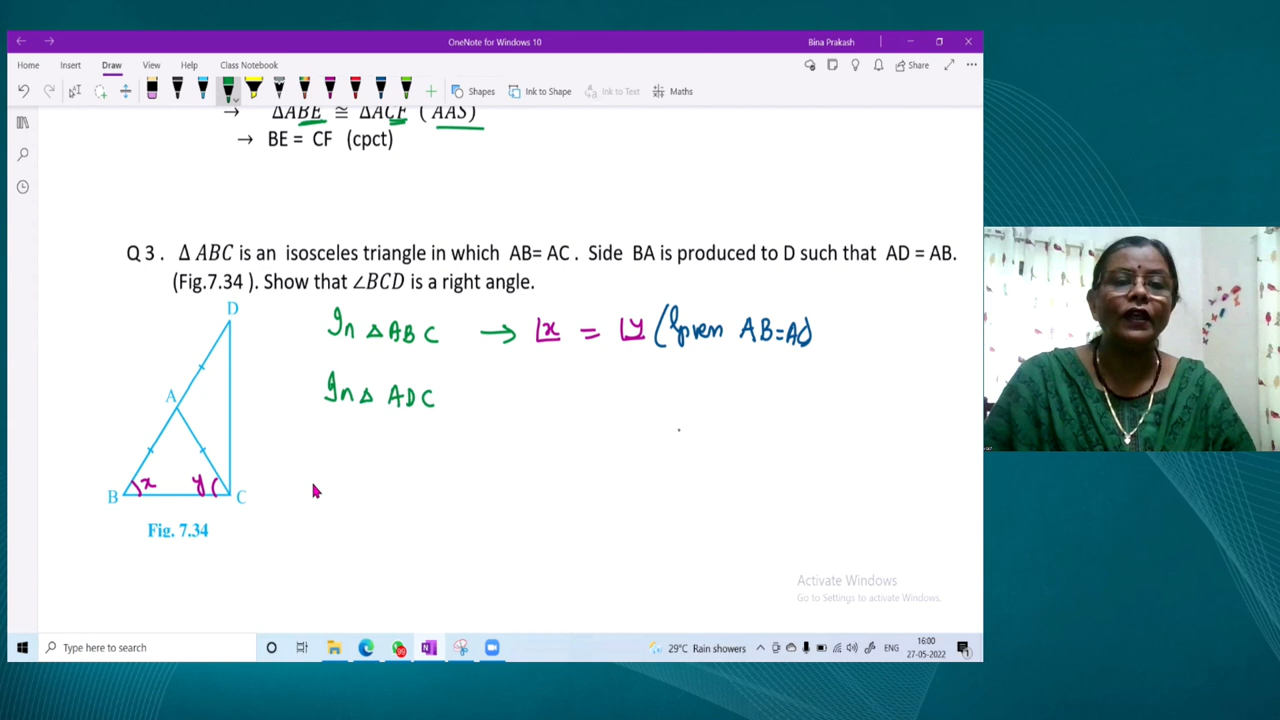 OneNote for Windows 10
Bina Prakash
Home Insert Draw View Help Class Notebook
Share
Shapes Ink to Shape Ink to Text Maths
→ ΔABE ≅ ΔACF ( AAS)
→ BE = CF (cpct)
Q 3 . Δ ABC is an isosceles triangle in which AB= AC . Side BA is produced to D such that AD = AB.
(Fig.7.34 ). Show that ∠BCD is a right angle.
D
In Δ ABC → ∠x = ∠y (Given AB=AC)
A
In Δ ADC
B x y C
Fig. 7.34
Activate Windows
Go to Settings to activate Windows.
Type here to search
99
29°C Rain showers
ENG
16:00
27-05-2022
1